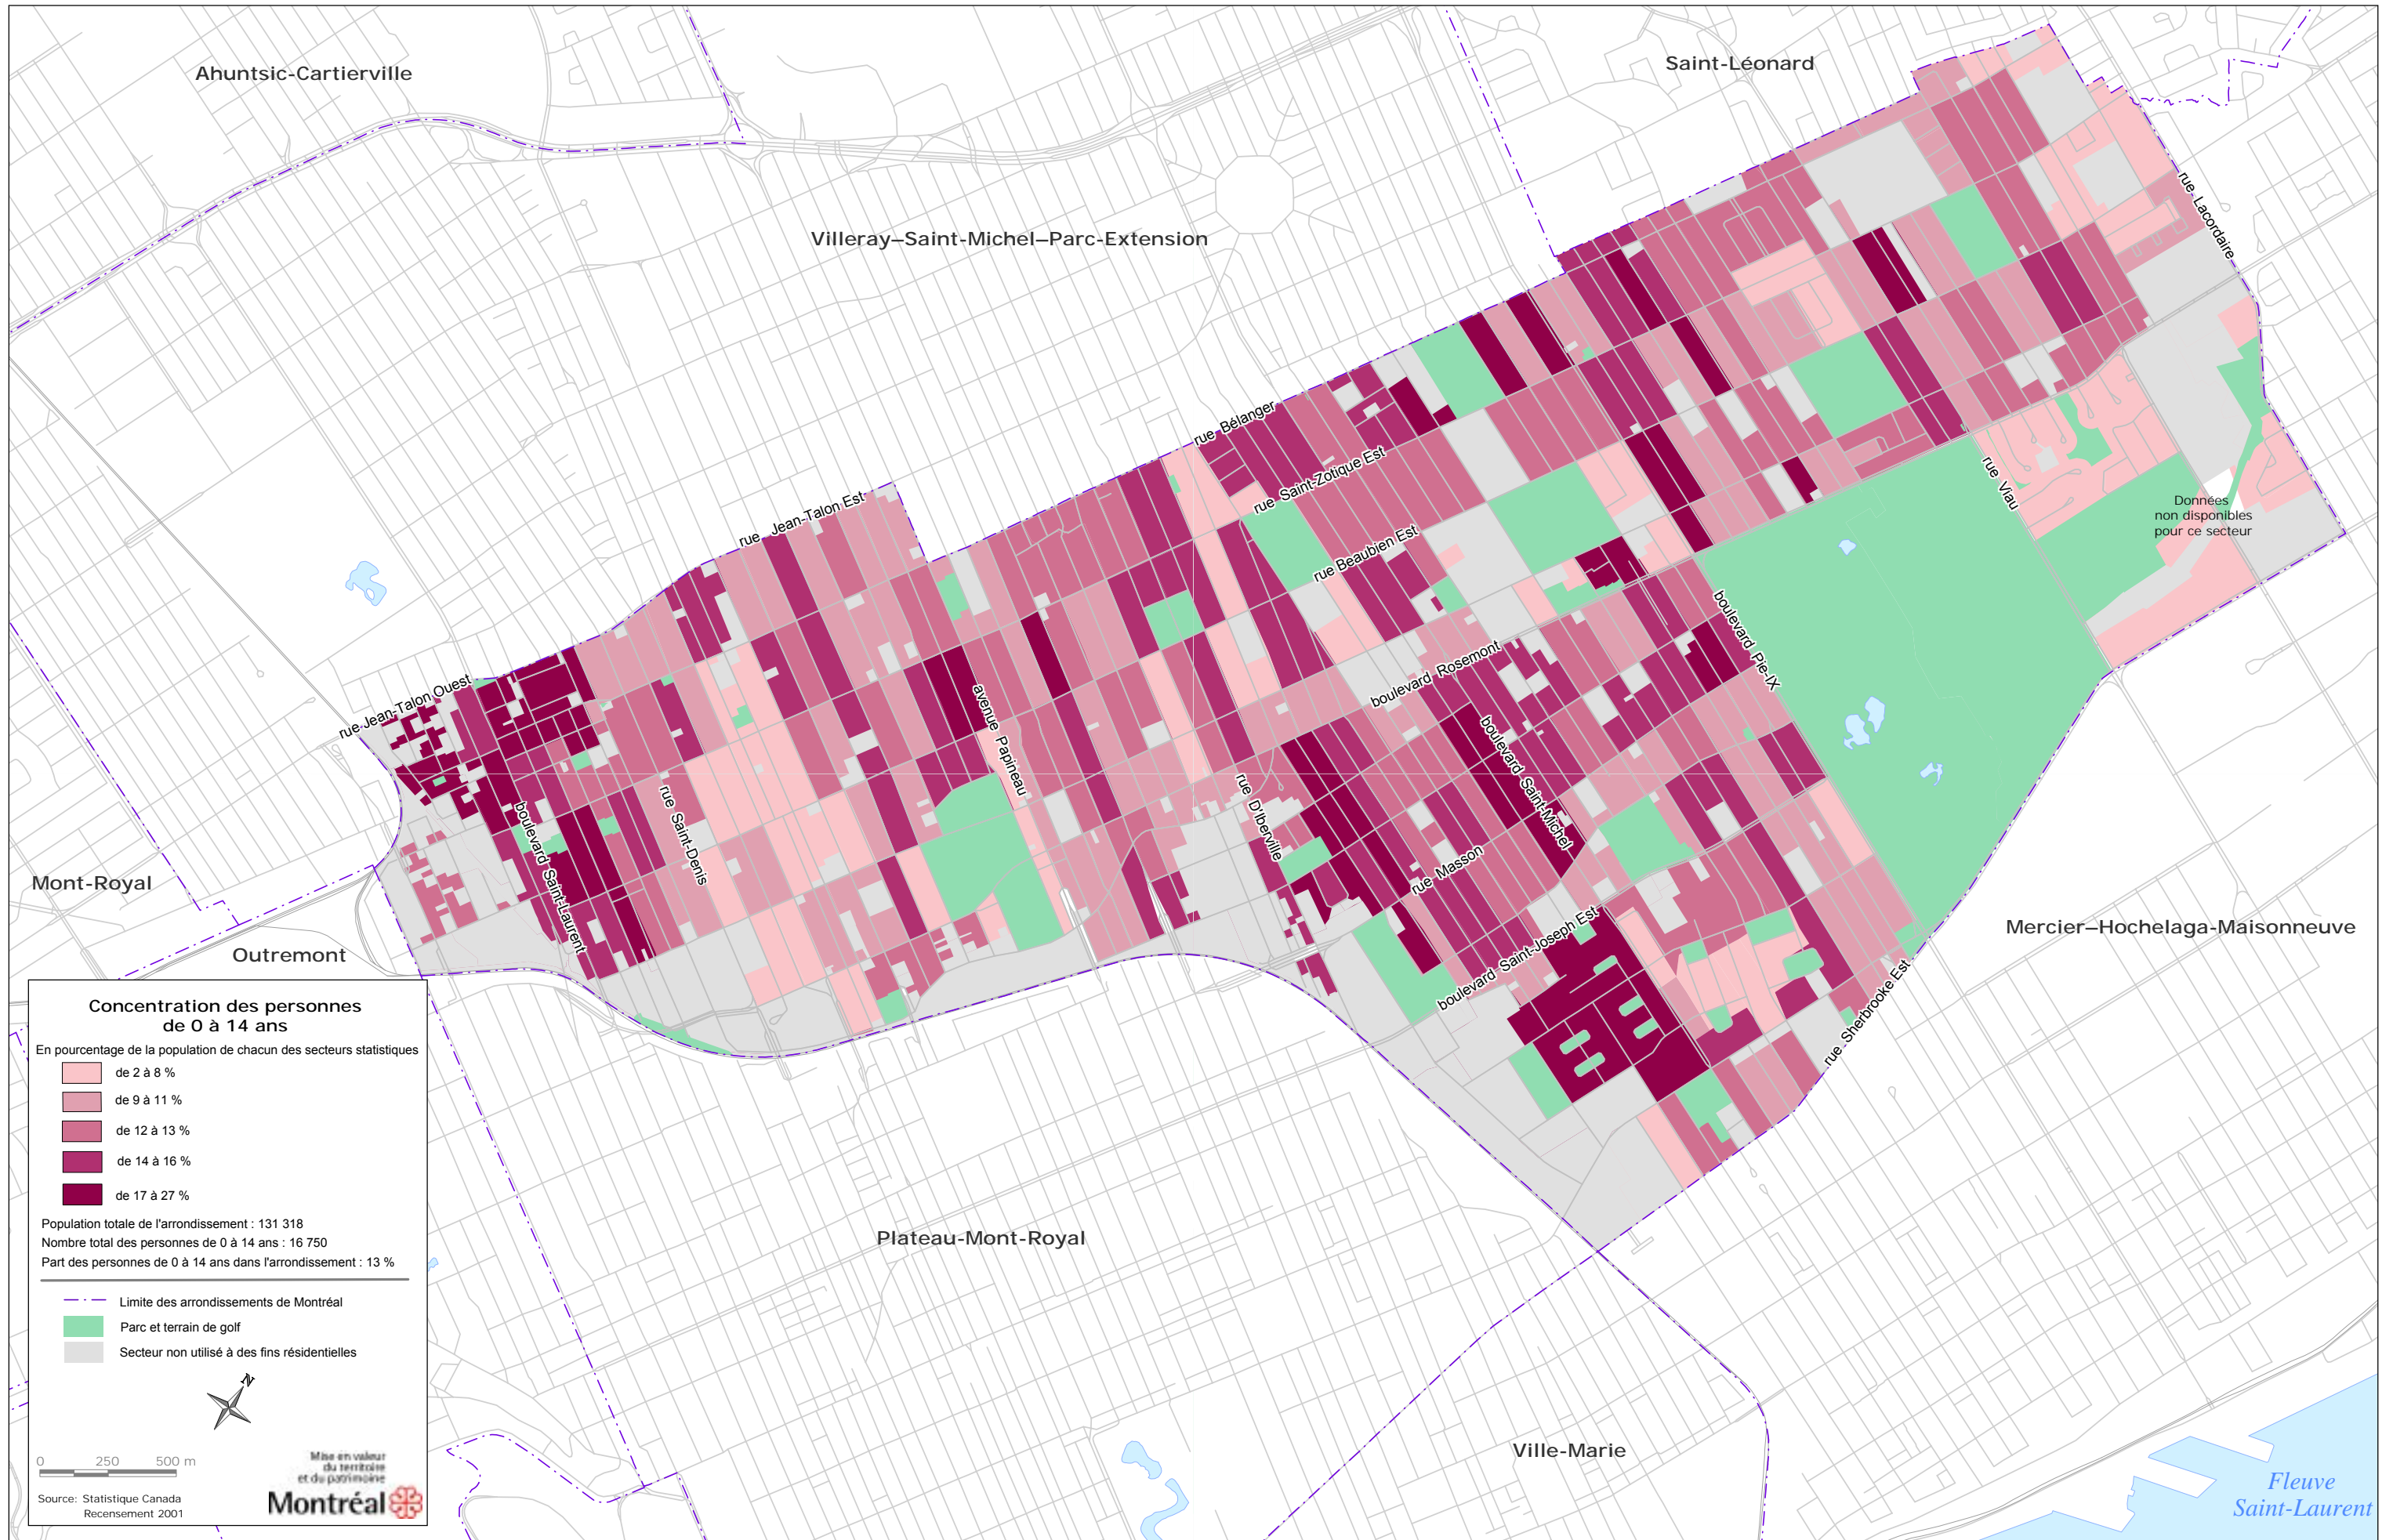 Ahuntsic-Cartierville
Saint-Léonard
Villeray–Saint-Michel–Parc-Extension
rue Lacordaire
rue Bélanger
rue Saint-Zotique Est
rue Jean-Talon Est
rue Beaubien Est
rue Viau
Données
non disponibles
pour ce secteur
boulevard Pie-IX
boulevard Rosemont
rue Jean-Talon Ouest
avenue Papineau
boulevard Saint-Michel
rue D'Iberville
rue Saint-Denis
boulevard Saint-Laurent
rue Masson
Mont-Royal
boulevard Saint-Joseph Est
Mercier–Hochelaga-Maisonneuve
Outremont
rue Sherbrooke Est
Plateau-Mont-Royal
Ville-Marie
Fleuve
Saint-Laurent
Concentration des personnes
de 0 à 14 ans
En pourcentage de la population de chacun des secteurs statistiques
de 2 à 8 %
de 9 à 11 %
de 12 à 13 %
de 14 à 16 %
de 17 à 27 %
Population totale de l'arrondissement : 131 318
Nombre total des personnes de 0 à 14 ans : 16 750
Part des personnes de 0 à 14 ans dans l'arrondissement : 13 %
Limite des arrondissements de Montréal
Parc et terrain de golf
Secteur non utilisé à des fins résidentielles
N
0 250 500 m
Mise en valeur
du territoire
et du patrimoine
Montréal
Source: Statistique Canada
Recensement 2001